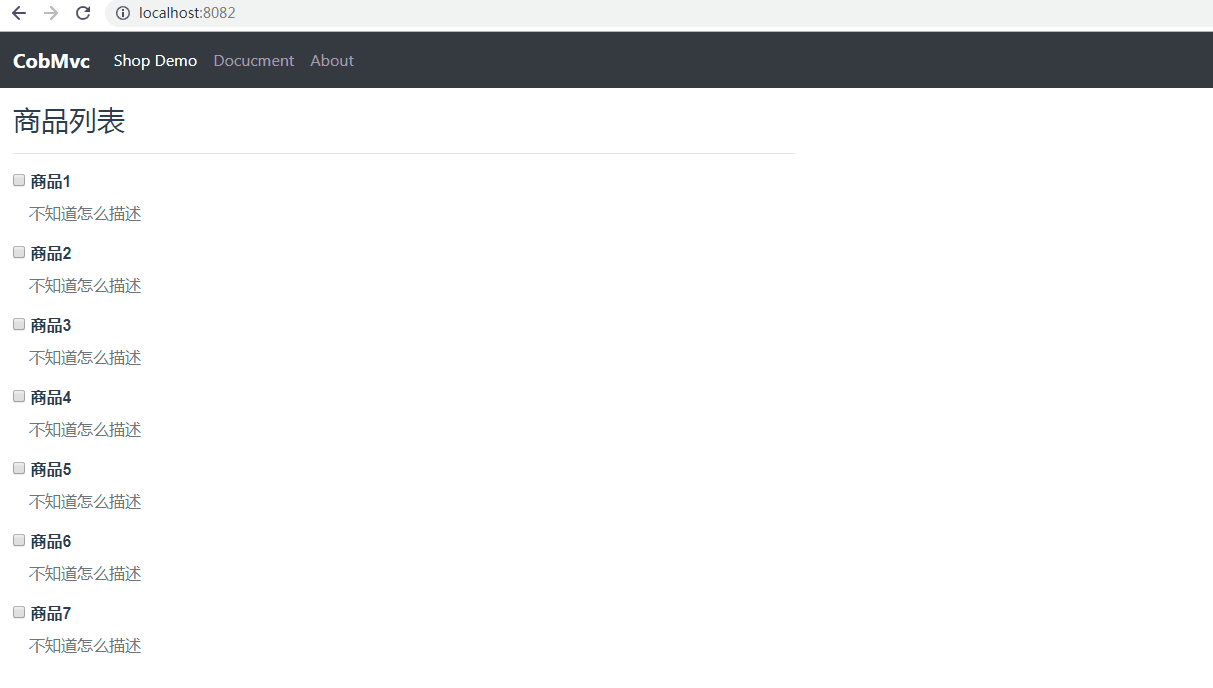 localhost:8082
CobMvc Shop Demo Docucment About
商品列表
商品1
不知道怎么描述
商品2
不知道怎么描述
商品3
不知道怎么描述
商品4
不知道怎么描述
商品5
不知道怎么描述
商品6
不知道怎么描述
商品7
不知道怎么描述